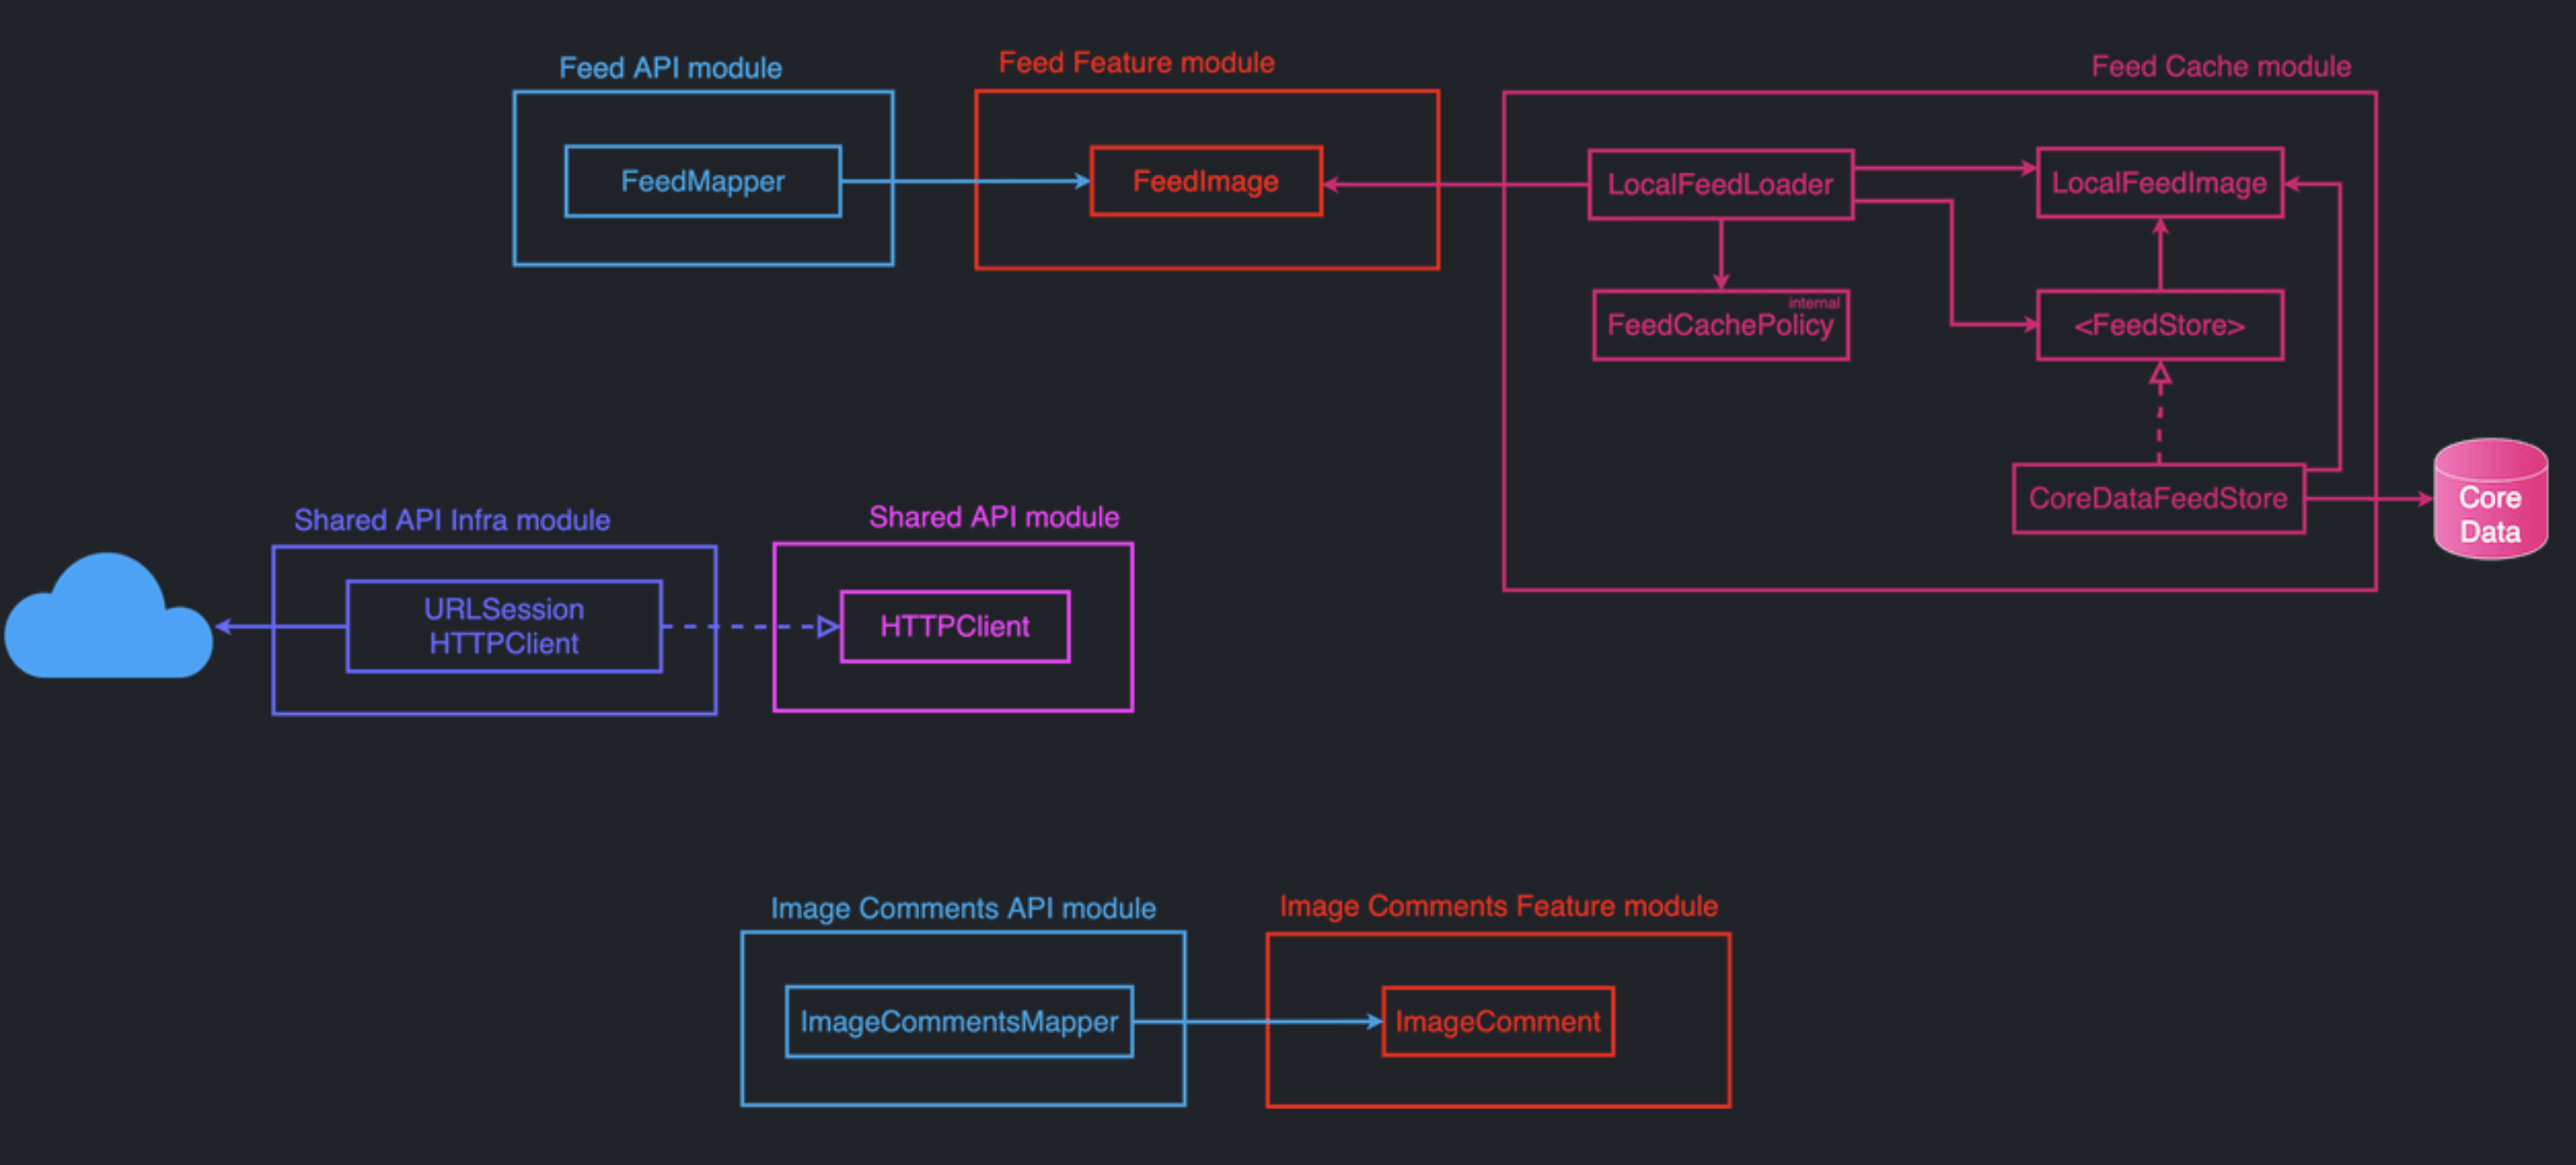 Feed API module
Feed Feature module
Feed Cache module
FeedMapper
FeedImage
LocalFeedLoader
LocalFeedImage
internal
FeedCachePolicy
<FeedStore>
CoreDataFeedStore
Core
Data
Shared API Infra module
Shared API module
URLSession
HTTPClient
HTTPClient
Image Comments API module
Image Comments Feature module
ImageCommentsMapper
ImageComment